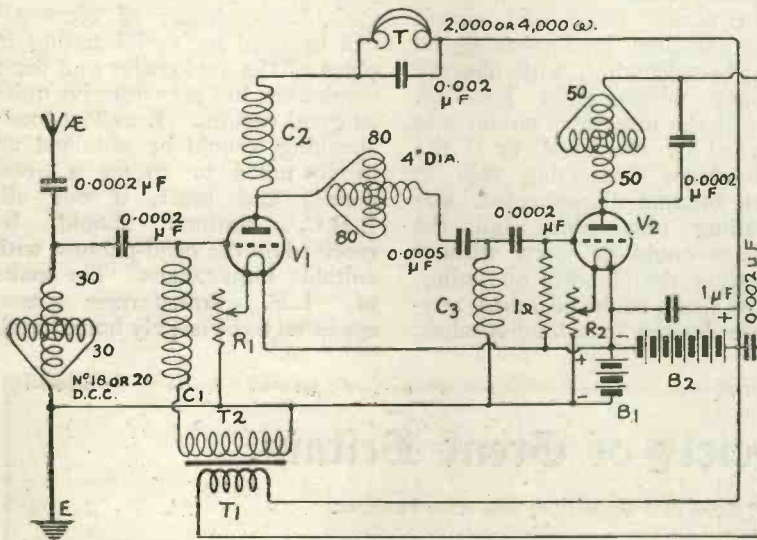 2,000 OR 4,000 ω.
T
0·002
μF
Æ
0·0002 μF
C2
80
4" DIA.
80
50
50
0·0002
μF
0·0002
μF
V1
0·0005
μF
0·0002
μF
V2
30
30
Nº 18 OR 20
D.C.C.
C1
R1
C3
1Ω
R2
1μF
+
0.002μF
-
+
B2
-
B1
T2
T1
E